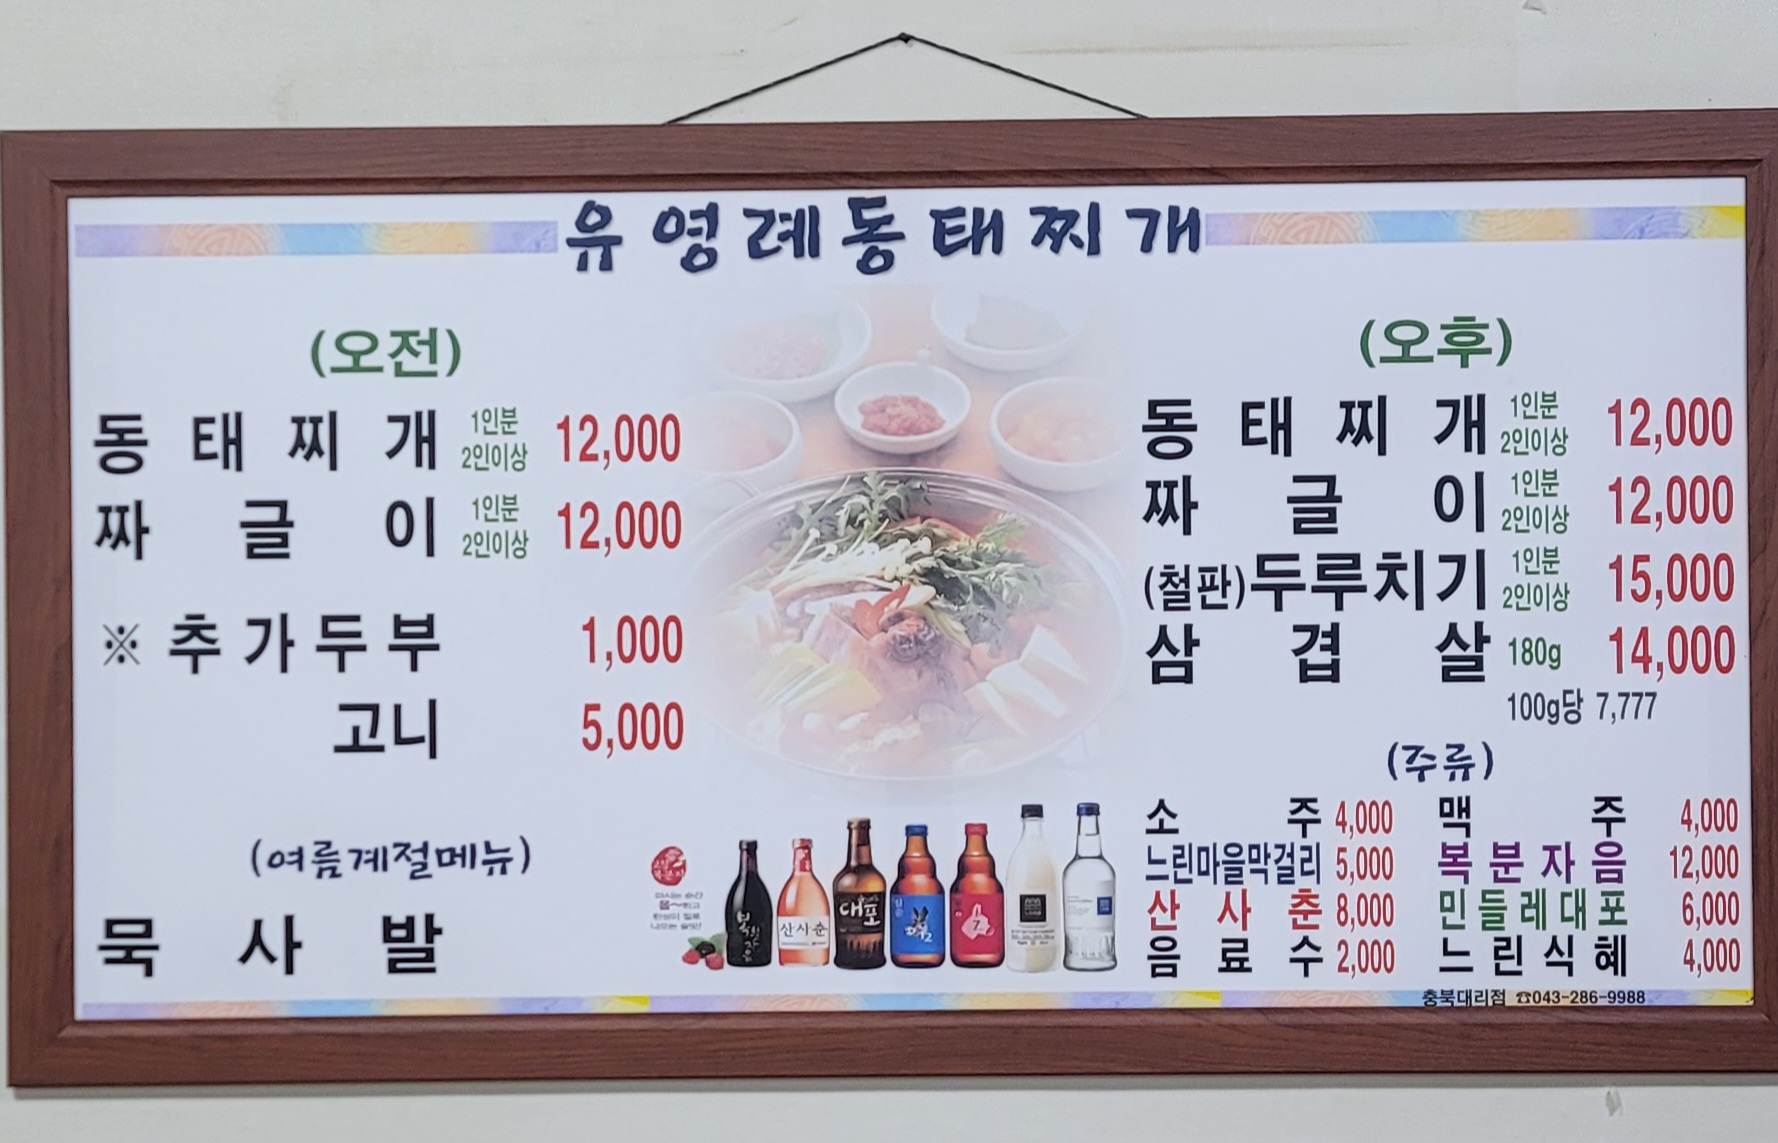 유영례동태찌개
(오전)
동태찌개 1인분 2인이상 12,000
짜글이 1인분 2인이상 12,000
※ 추가두부 1,000
고니 5,000
(여름계절메뉴)
묵사발
(오후)
동태찌개 1인분 2인이상 12,000
짜글이 1인분 2인이상 12,000
(철판)두루치기 1인분 2인이상 15,000
삼겹살 180g 14,000
100g당 7,777
(주류)
소주 4,000 맥주 4,000
느린마을막걸리 5,000 복분자음 12,000
산사춘 8,000 민들레대포 6,000
음료수 2,000 느린식혜 4,000
산사춘
대포
충북대리점 ☎043-286-9988